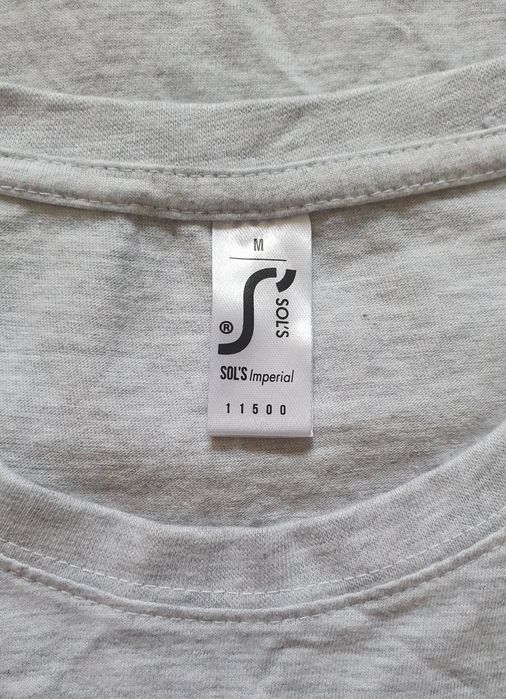 M
SOL'S
®
SOL'S Imperial
11500